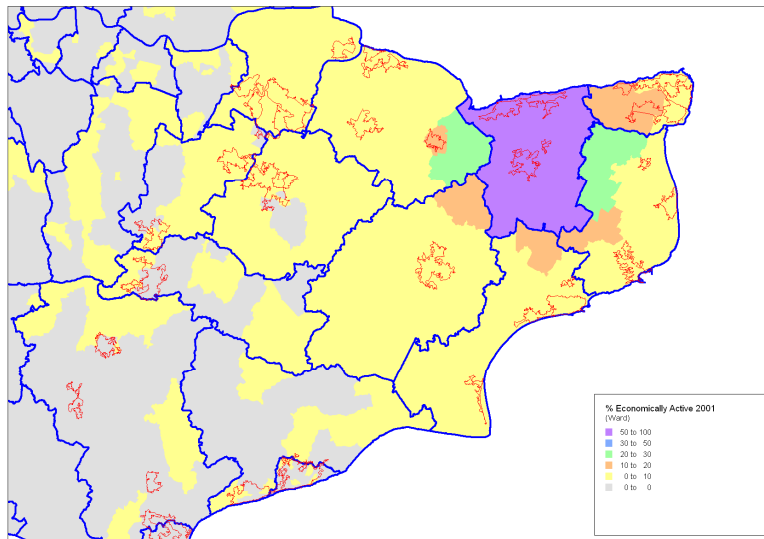 % Economically Active 2001
(Ward)
50 to 100
30 to 50
20 to 30
10 to 20
0 to 10
0 to 0